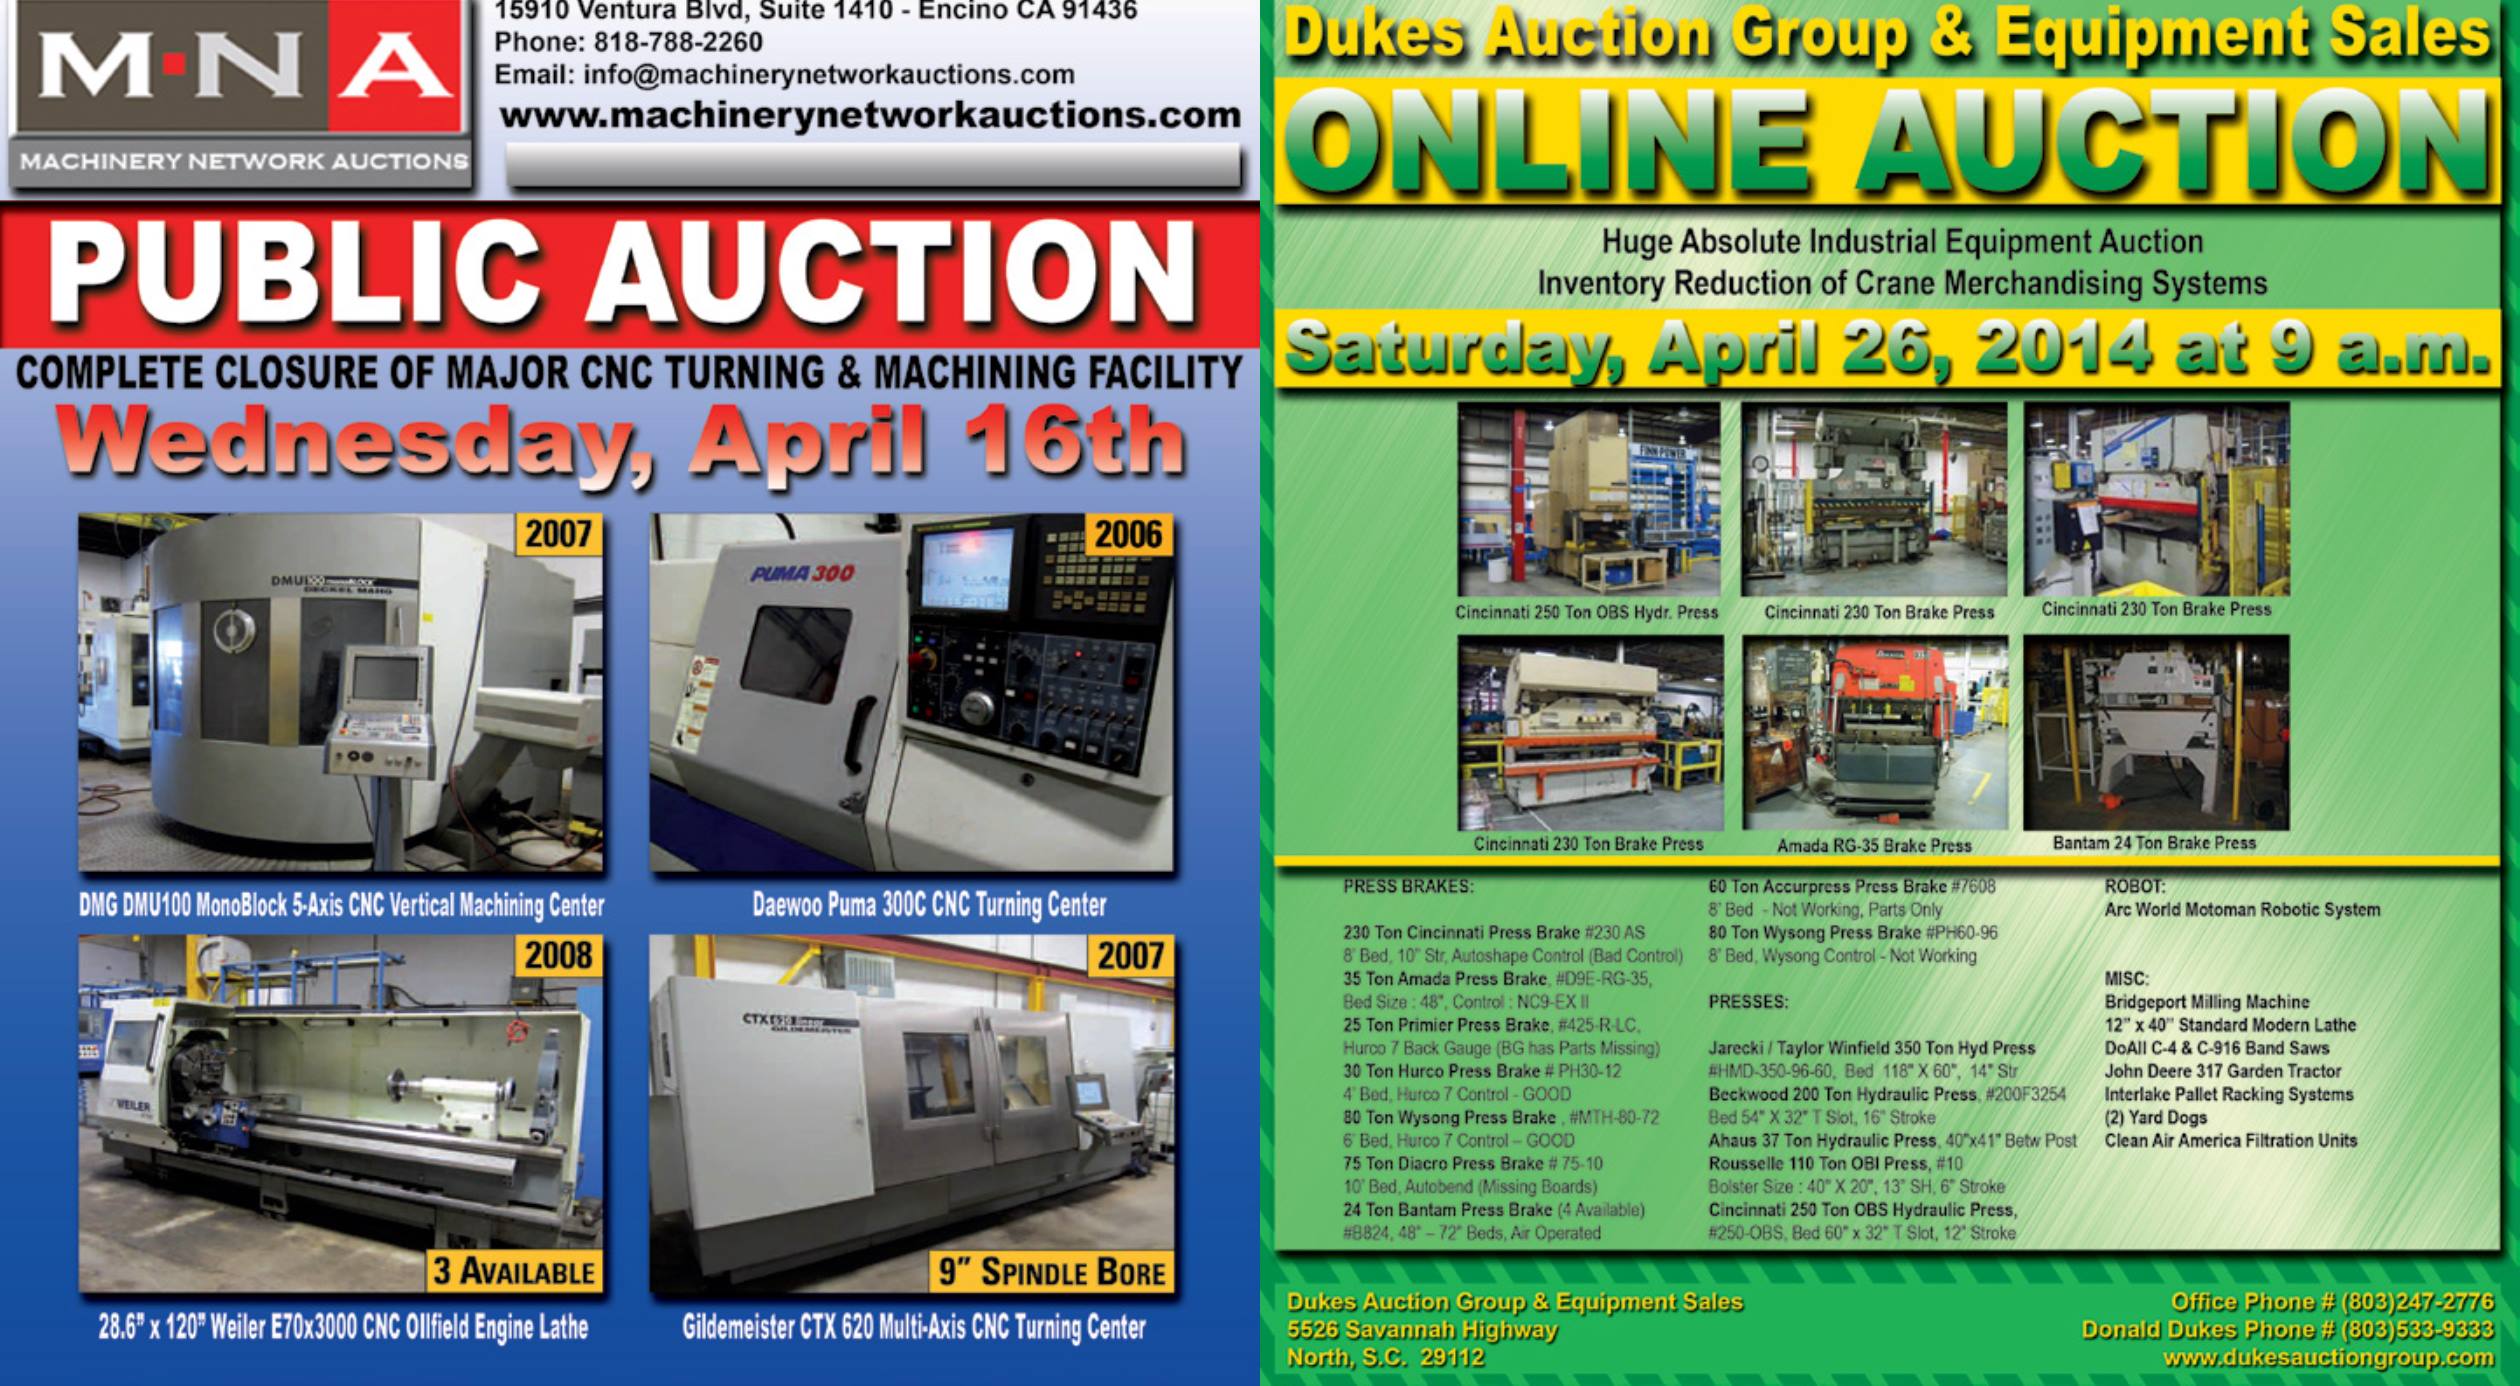 15910 Ventura Blvd, Suite 1410 - Encino CA 91436
Phone: 818-788-2260
Email: info@machinerynetworkauctions.com
www.machinerynetworkauctions.com
M·NA
MACHINERY NETWORK AUCTIONS
PUBLIC AUCTION
COMPLETE CLOSURE OF MAJOR CNC TURNING & MACHINING FACILITY
Wednesday, April 16th
2007
DMU100 monoBLOCK
DECKEL MAHO
2006
PUMA 300
DMG DMU100 MonoBlock 5-Axis CNC Vertical Machining Center
Daewoo Puma 300C CNC Turning Center
2008
WEILER
3 AVAILABLE
2007
CTX 620 linear
GILDEMEISTER
9" SPINDLE BORE
28.6" x 120" Weiler E70x3000 CNC OIlfield Engine Lathe
Gildemeister CTX 620 Multi-Axis CNC Turning Center
Dukes Auction Group & Equipment Sales
ONLINE AUCTION
Huge Absolute Industrial Equipment Auction
Inventory Reduction of Crane Merchandising Systems
Saturday, April 26, 2014 at 9 a.m.
FINN-POWER
Cincinnati 250 Ton OBS Hydr. Press
Cincinnati 230 Ton Brake Press
Cincinnati 230 Ton Brake Press
Cincinnati 230 Ton Brake Press
Amada RG-35 Brake Press
Bantam 24 Ton Brake Press
PRESS BRAKES:
230 Ton Cincinnati Press Brake #230 AS
8' Bed, 10" Str, Autoshape Control (Bad Control)
35 Ton Amada Press Brake, #D9E-RG-35,
Bed Size : 48", Control : NC9-EX II
25 Ton Primier Press Brake, #425-R-LC,
Hurco 7 Back Gauge (BG has Parts Missing)
30 Ton Hurco Press Brake # PH30-12
4' Bed, Hurco 7 Control - GOOD
80 Ton Wysong Press Brake , #MTH-80-72
6' Bed, Hurco 7 Control – GOOD
75 Ton Diacro Press Brake # 75-10
10' Bed, Autobend (Missing Boards)
24 Ton Bantam Press Brake (4 Available)
#B824, 48" – 72" Beds, Air Operated
60 Ton Accurpress Press Brake #7608
8' Bed - Not Working, Parts Only
80 Ton Wysong Press Brake #PH60-96
8' Bed, Wysong Control - Not Working
PRESSES:
Jarecki / Taylor Winfield 350 Ton Hyd Press
#HMD-350-96-60, Bed 118" X 60", 14" Str
Beckwood 200 Ton Hydraulic Press, #200F3254
Bed 54" X 32" T Slot, 16" Stroke
Ahaus 37 Ton Hydraulic Press, 40"x41" Betw Post
Rousselle 110 Ton OBI Press, #10
Bolster Size : 40" X 20", 13" SH, 6" Stroke
Cincinnati 250 Ton OBS Hydraulic Press,
#250-OBS, Bed 60" x 32" T Slot, 12" Stroke
ROBOT:
Arc World Motoman Robotic System
MISC:
Bridgeport Milling Machine
12" x 40" Standard Modern Lathe
DoAll C-4 & C-916 Band Saws
John Deere 317 Garden Tractor
Interlake Pallet Racking Systems
(2) Yard Dogs
Clean Air America Filtration Units
Dukes Auction Group & Equipment Sales
5526 Savannah Highway
North, S.C. 29112
Office Phone # (803)247-2776
Donald Dukes Phone # (803)533-9333
www.dukesauctiongroup.com